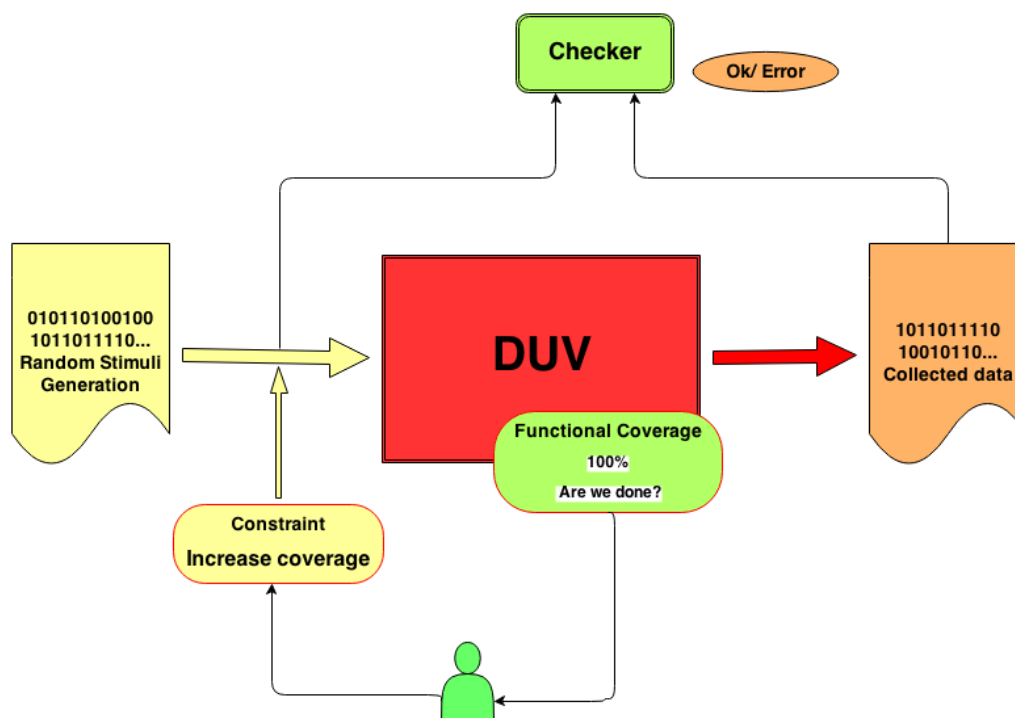 Checker
Ok/ Error
010110100100
1011011110...
Random Stimuli
Generation
DUV
1011011110
10010110...
Collected data
Functional Coverage
100%
Are we done?
Constraint
Increase coverage